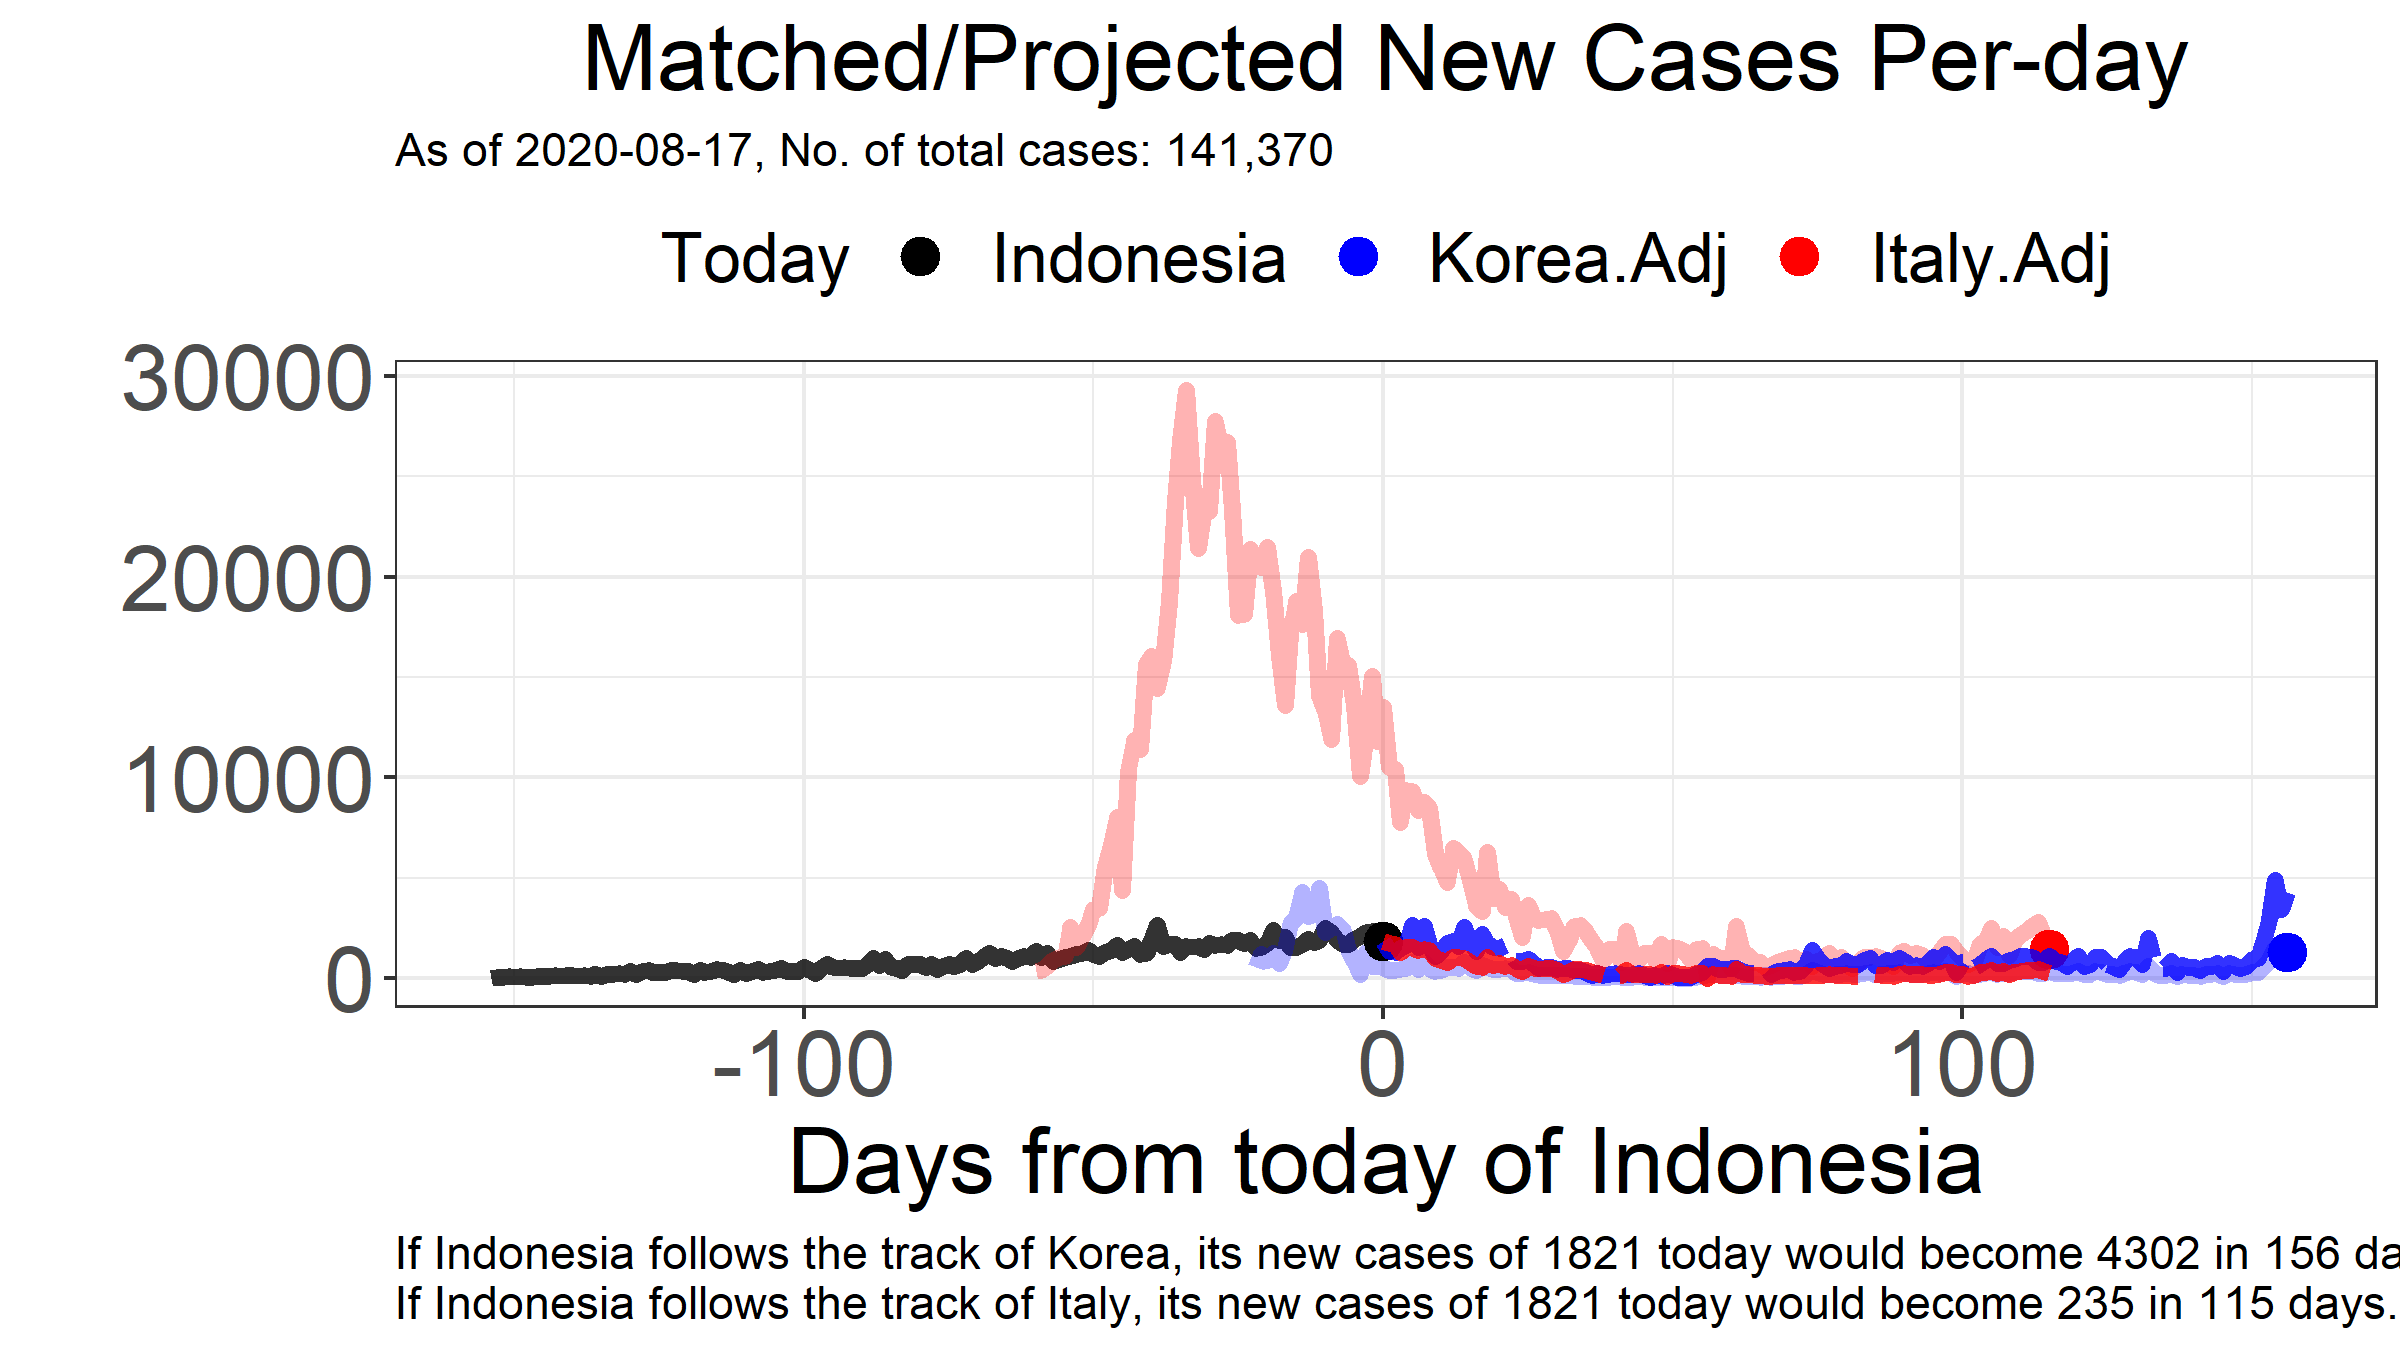 Matched/Projected New Cases Per-day
As of 2020-08-17, No. of total cases: 141,370
Today Indonesia Korea.Adj Italy.Adj
30000
20000
10000
0
-100 0 100
Days from today of Indonesia
If Indonesia follows the track of Korea, its new cases of 1821 today would become 4302 in 156 da
If Indonesia follows the track of Italy, its new cases of 1821 today would become 235 in 115 days.